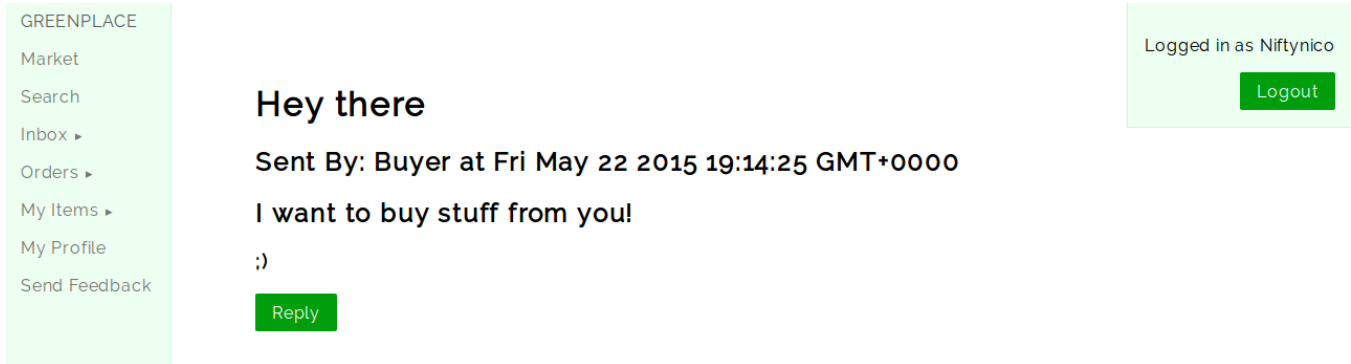 GREENPLACE
Market
Search
Inbox ▸
Orders ▸
My Items ▸
My Profile
Send Feedback
Hey there
Sent By: Buyer at Fri May 22 2015 19:14:25 GMT+0000
I want to buy stuff from you!
;)
Reply
Logged in as Niftynico
Logout